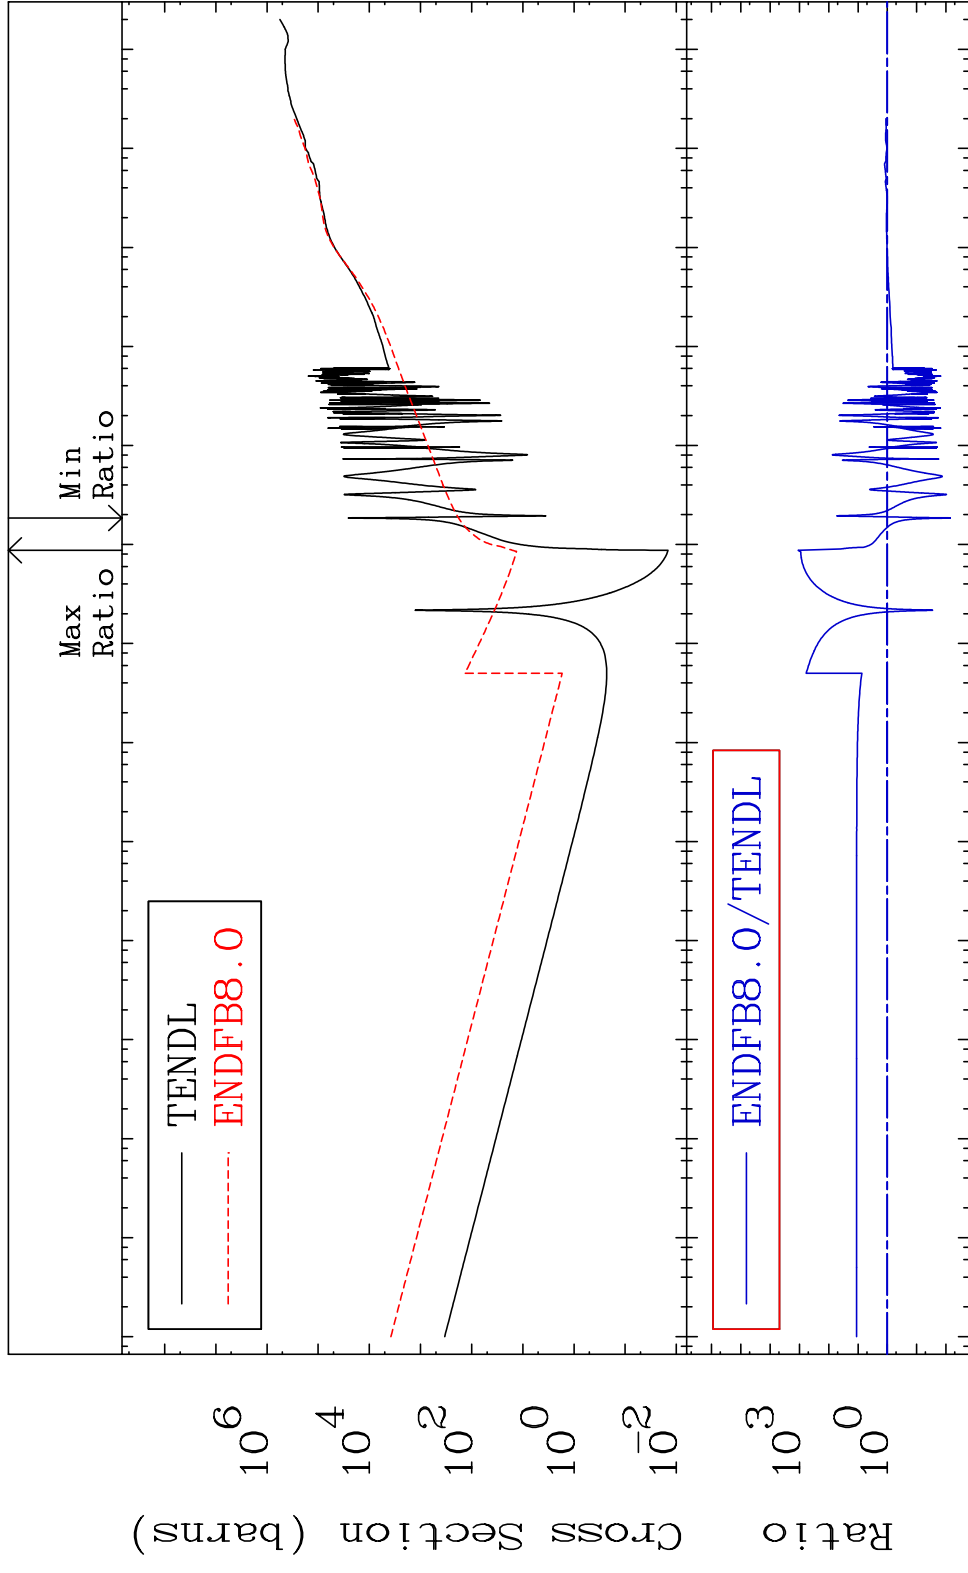 Max
Ratio
Min
Ratio
TENDL
ENDFB8.0
10^6
10^4
10^2
10^0
10^-2
Cross Section (barns)
ENDFB8.0/TENDL
10^3
10^0
Ratio